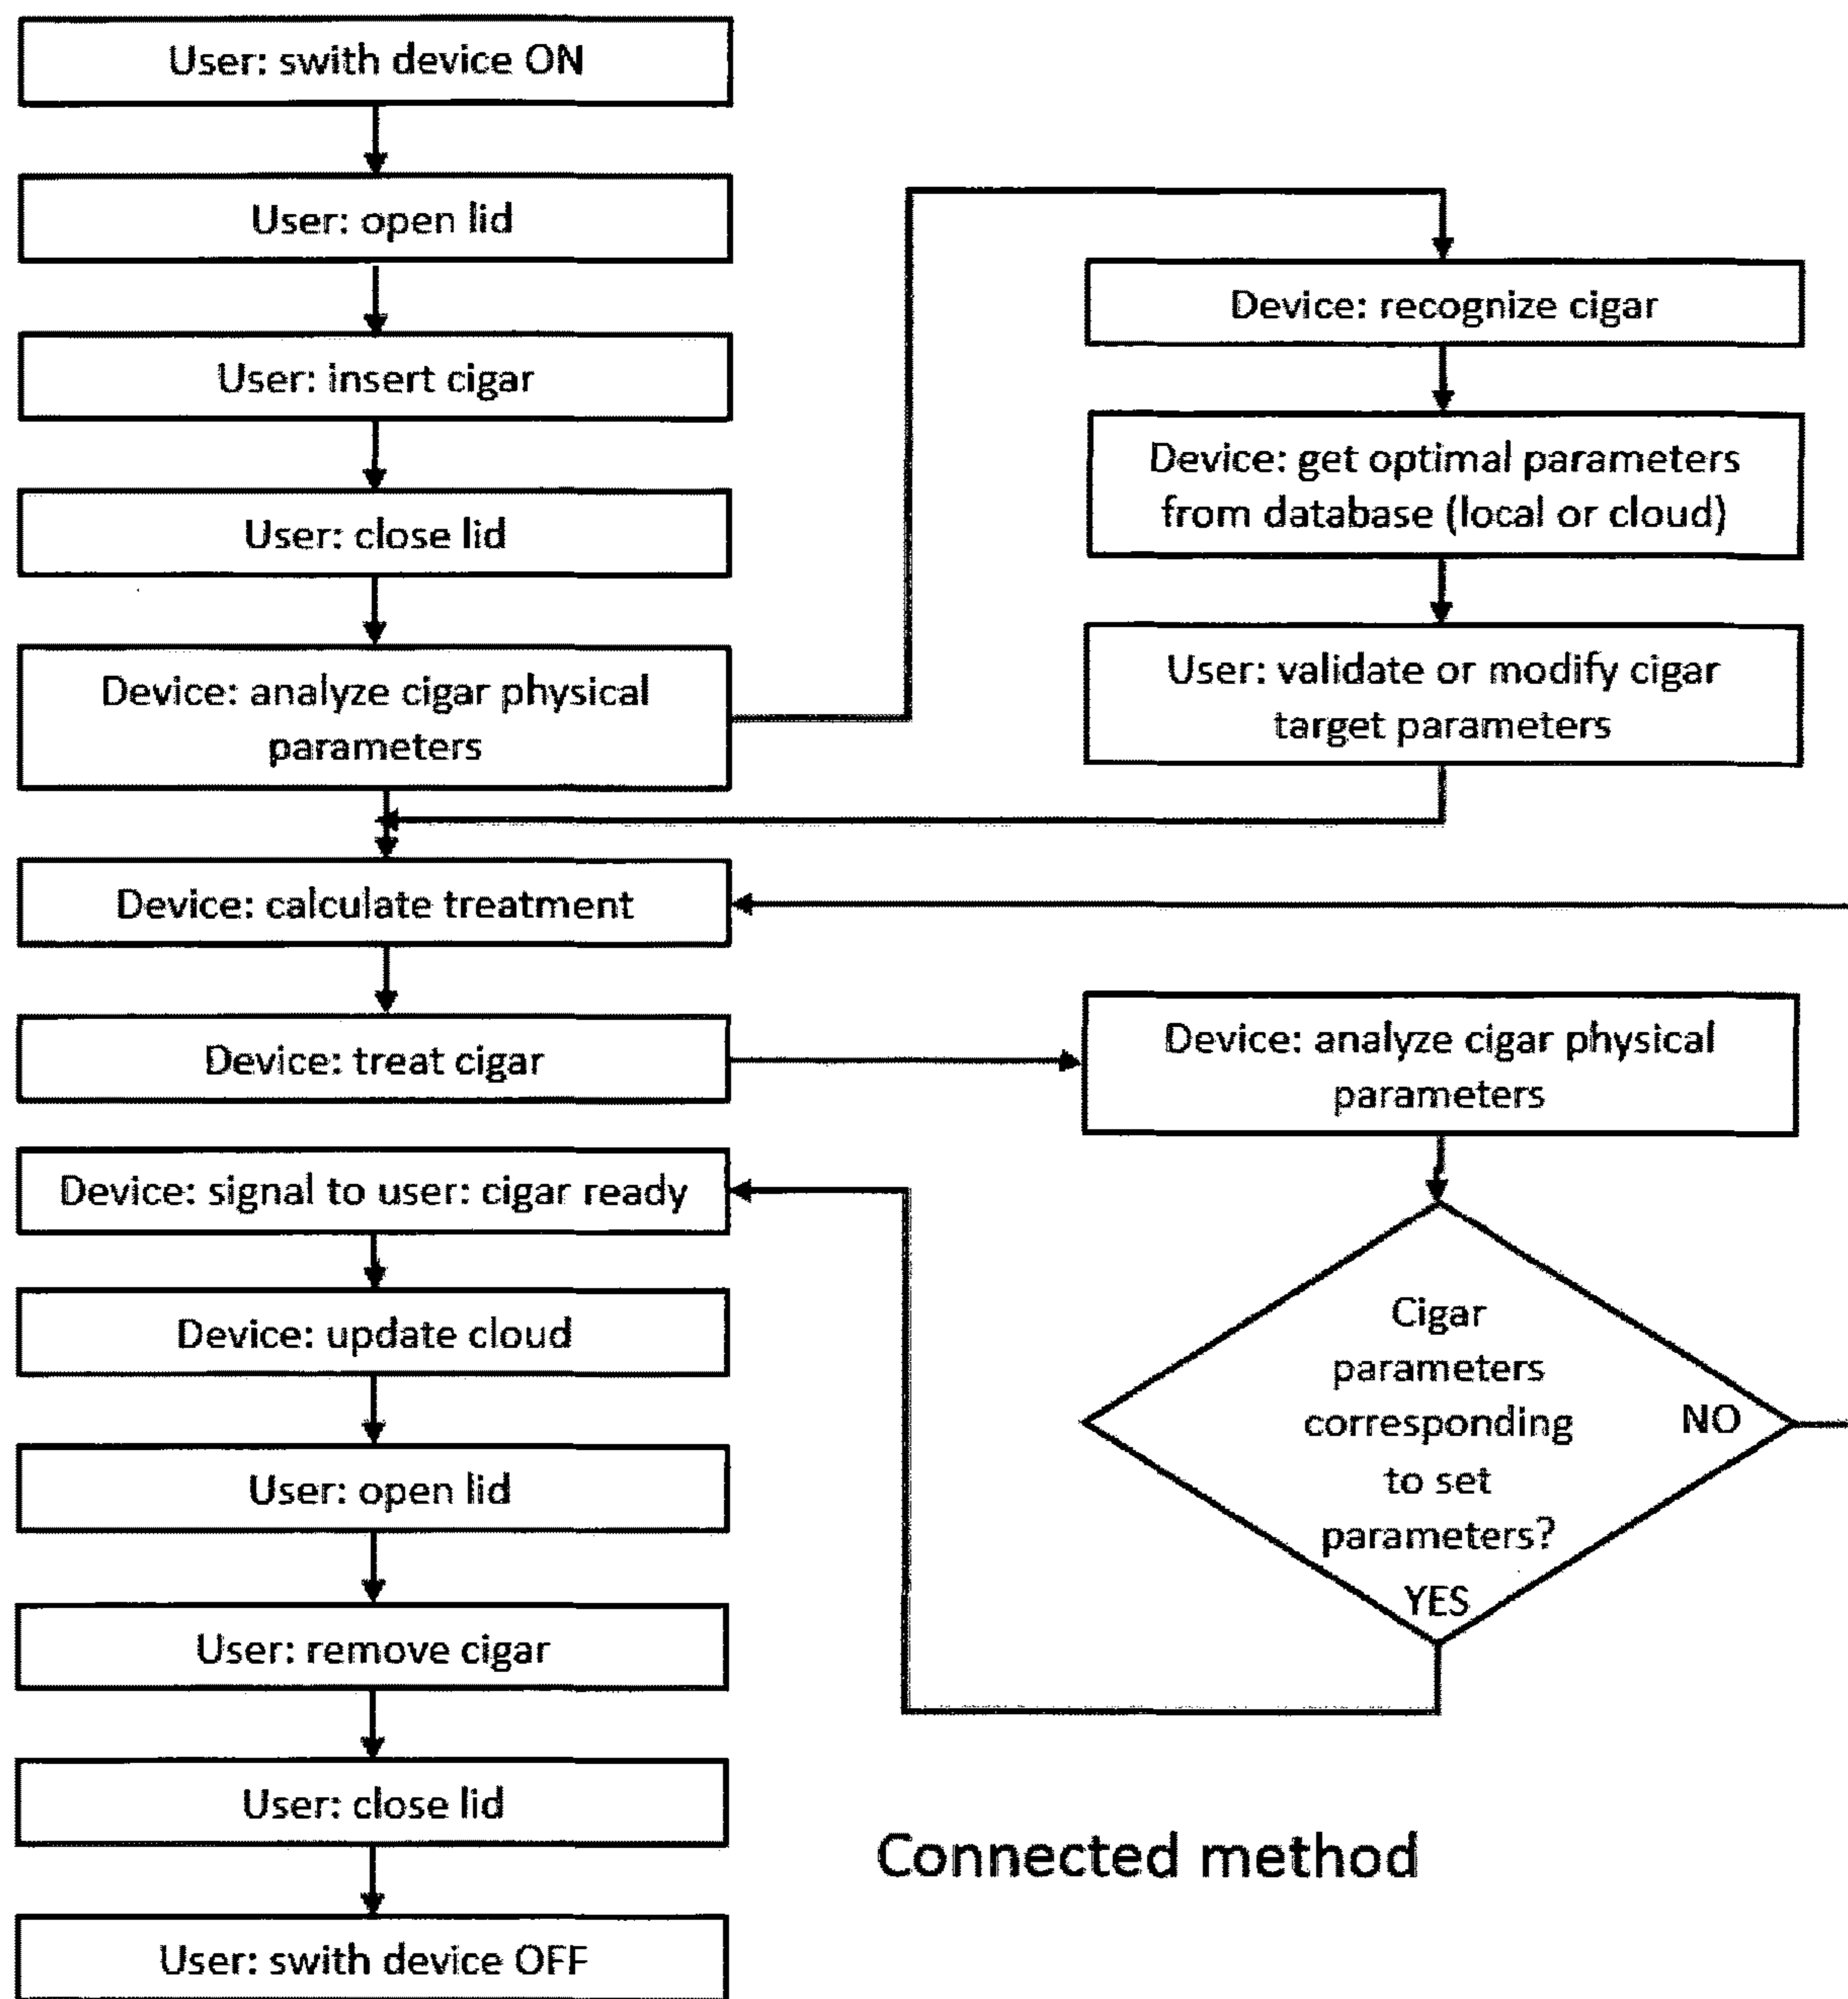 User: swith device ON
User: open lid
User: insert cigar
User: close lid
Device: analyze cigar physical
parameters
Device: recognize cigar
Device: get optimal parameters
from database (local or cloud)
User: validate or modify cigar
target parameters
Device: calculate treatment
Device: treat cigar
Device: analyze cigar physical
parameters
Cigar
parameters
corresponding
to set
parameters?
NO
YES
Device: signal to user: cigar ready
Device: update cloud
User: open lid
User: remove cigar
User: close lid
User: swith device OFF
Connected method